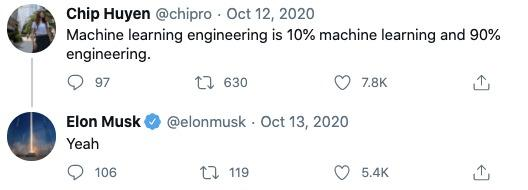 Chip Huyen @chipro · Oct 12, 2020
Machine learning engineering is 10% machine learning and 90%
engineering.
97 630 7.8K
Elon Musk @elonmusk · Oct 13, 2020
Yeah
106 119 5.4K